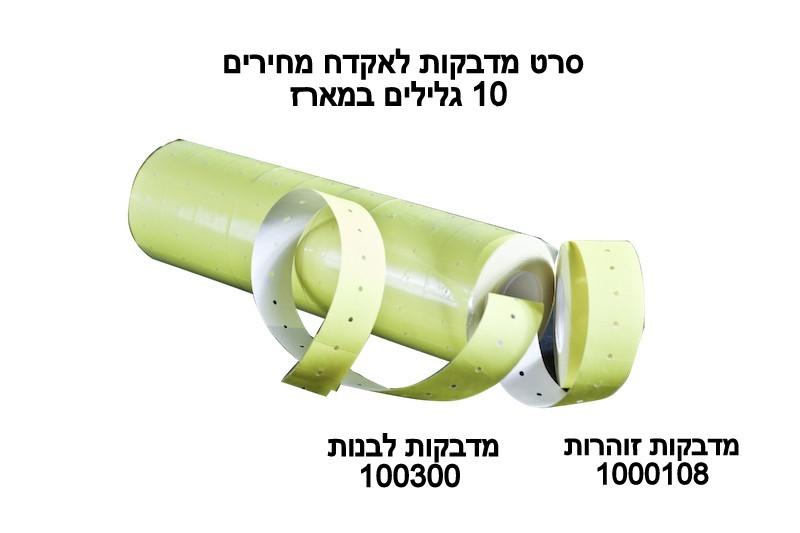 סרט מדבקות לאקדח מחירים
10 גלילים במארז
מדבקות זוהרות
1000108
מדבקות לבנות
100300